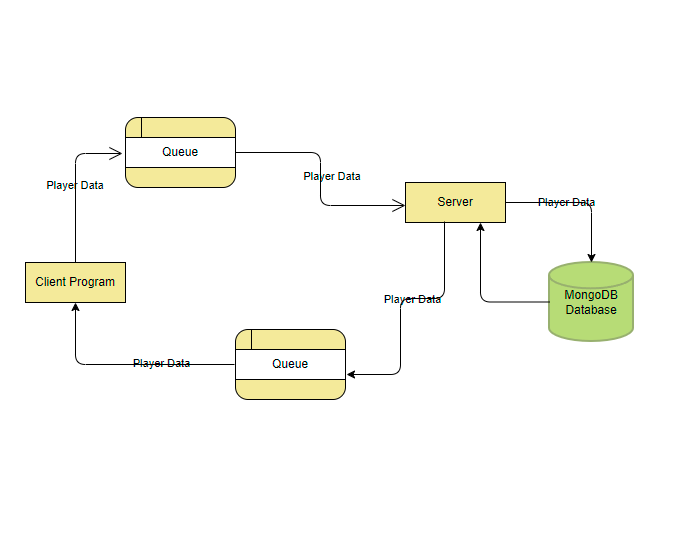 Queue
Player Data
Player Data
Server
Player Data
Client Program
MongoDB
Database
Player Data
Player Data
Queue